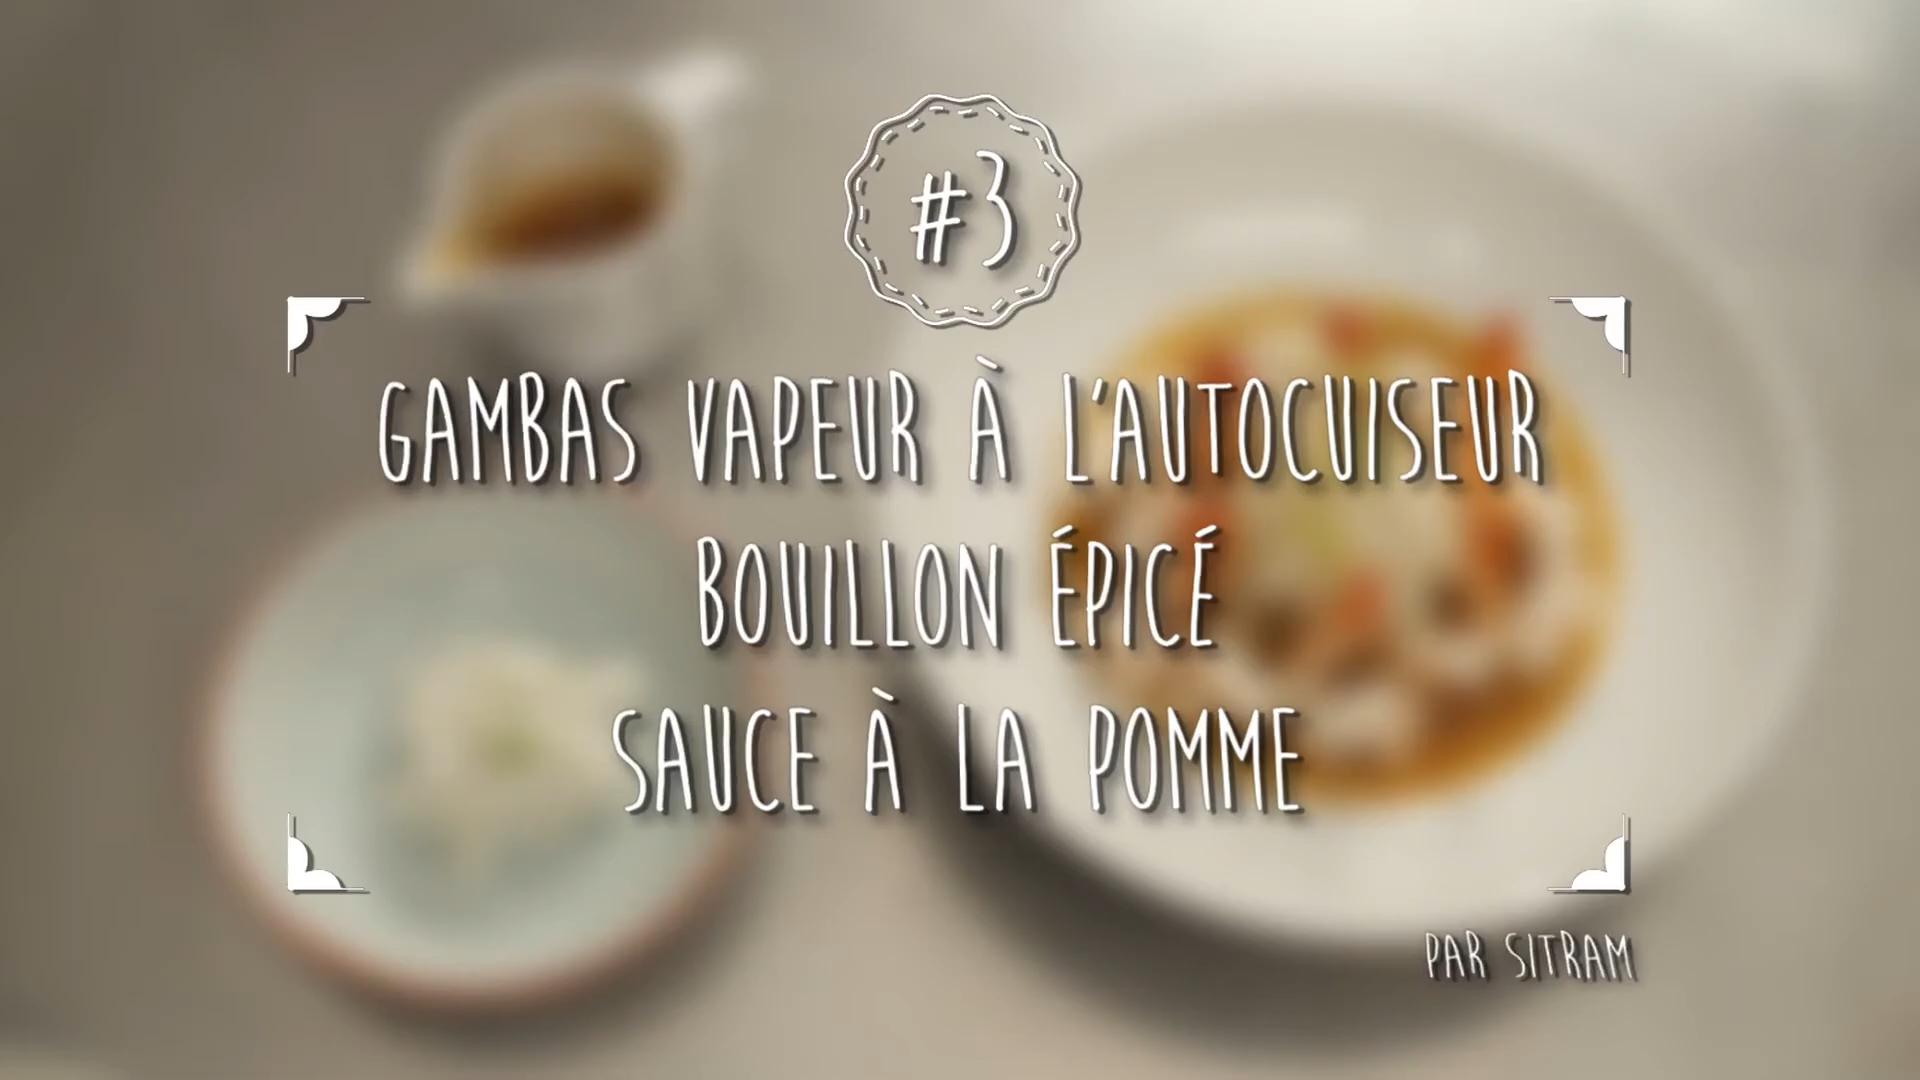 #3
GAMBAS VAPEUR À L'AUTOCUISEUR
BOUILLON ÉPICÉ
SAUCE À LA POMME
PAR SITRAM